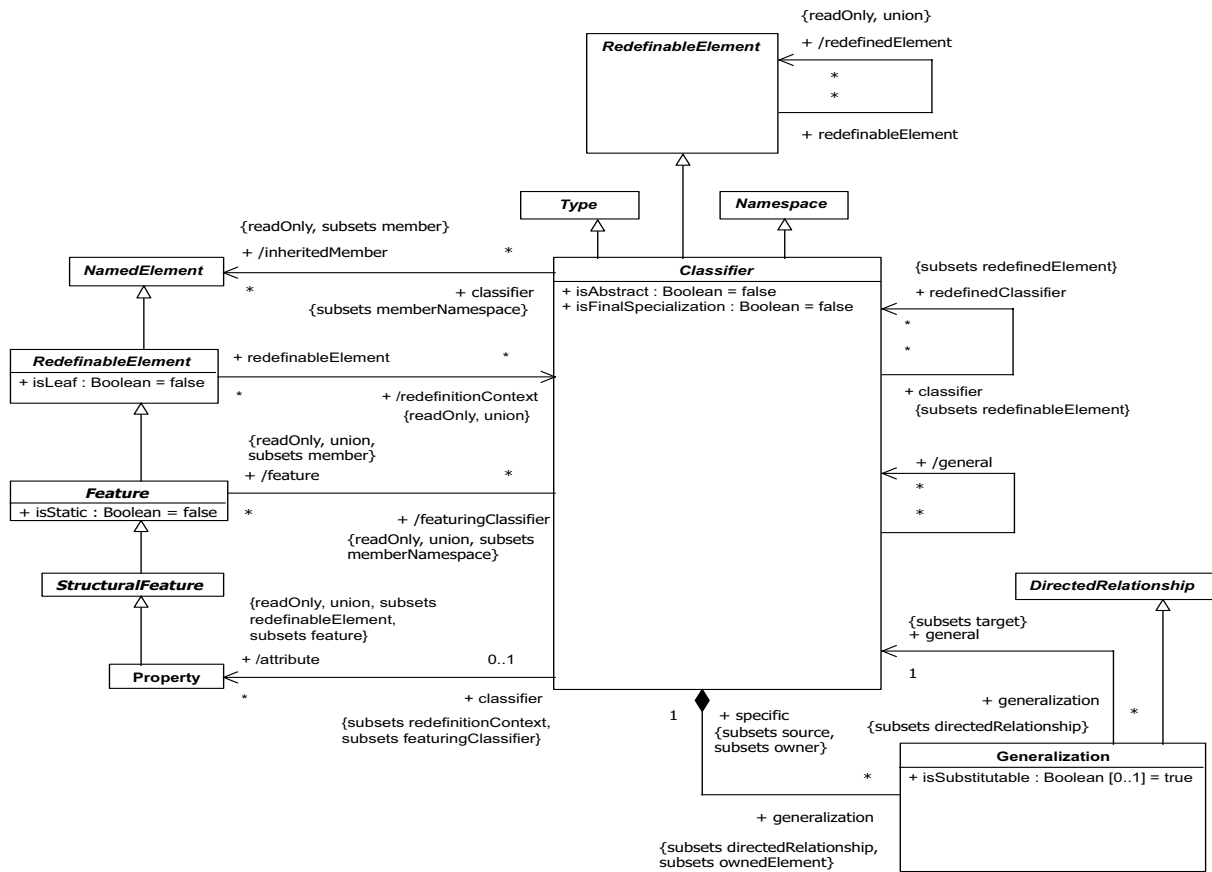 {readOnly, union}
RedefinableElement
+ /redefinedElement
*
*
+ redefinableElement
Type
Namespace
{readOnly, subsets member}
+ /inheritedMember
*
NamedElement
*
+ classifier
{subsets memberNamespace}
Classifier
+ isAbstract : Boolean = false
+ isFinalSpecialization : Boolean = false
{subsets redefinedElement}
+ redefinedClassifier
*
*
+ classifier
{subsets redefinableElement}
RedefinableElement
+ isLeaf : Boolean = false
+ redefinableElement
*
*
+ /redefinitionContext
{readOnly, union}
{readOnly, union,
subsets member}
+ /feature
*
Feature
+ isStatic : Boolean = false
*
+ /featuringClassifier
{readOnly, union, subsets
memberNamespace}
+ /general
*
*
StructuralFeature
DirectedRelationship
{readOnly, union, subsets
redefinableElement,
subsets feature}
+ /attribute
0..1
Property
*
+ classifier
{subsets redefinitionContext,
subsets featuringClassifier}
{subsets target}
+ general
1
+ generalization
*
{subsets directedRelationship}
1
+ specific
{subsets source,
subsets owner}
Generalization
+ isSubstitutable : Boolean [0..1] = true
*
+ generalization
{subsets directedRelationship,
subsets ownedElement}